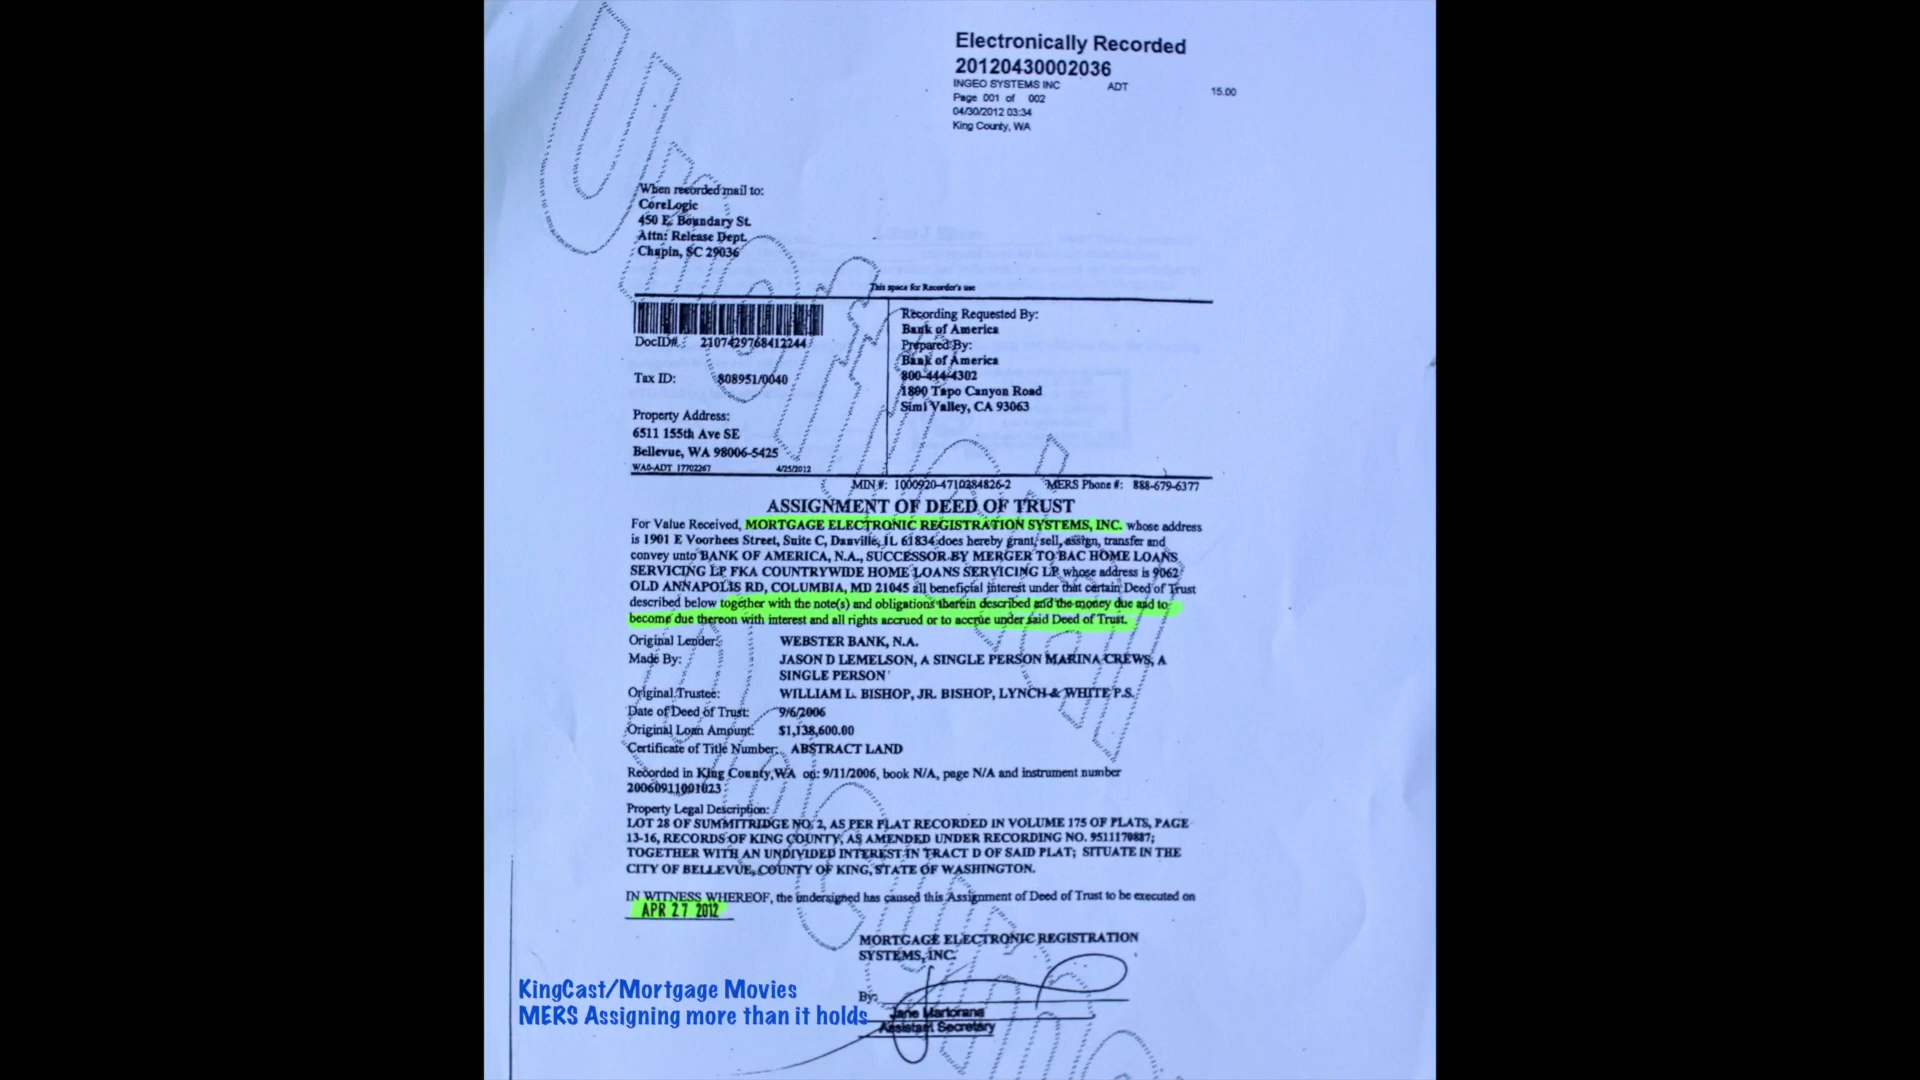 Electronically Recorded
20120430002036
INGEO SYSTEMS INC ADT 15.00
Page 001 of 002
04/30/2012 03:34
King County, WA
When recorded mail to:
CoreLogic
450 E. Boundary St.
Attn: Release Dept.
Chapin, SC 29036
This space for Recorder's use
DocID#: 2107429768412244
Tax ID: 808951/0040
Property Address:
6511 155th Ave SE
Bellevue, WA 98006-5425
WA0-ADT 17702267 4/25/2012
Recording Requested By:
Bank of America
Prepared By:
Bank of America
800-444-4302
1800 Tapo Canyon Road
Simi Valley, CA 93063
MIN #: 1000920-4710284826-2 MERS Phone #: 888-679-6377
ASSIGNMENT OF DEED OF TRUST
For Value Received, MORTGAGE ELECTRONIC REGISTRATION SYSTEMS, INC. whose address
is 1901 E Voorhees Street, Suite C, Danville, IL 61834 does hereby grant, sell, assign, transfer and
convey unto BANK OF AMERICA, N.A., SUCCESSOR BY MERGER TO BAC HOME LOANS
SERVICING LP FKA COUNTRYWIDE HOME LOANS SERVICING LP whose address is 9062
OLD ANNAPOLIS RD, COLUMBIA, MD 21045 all beneficial interest under that certain Deed of Trust
described below together with the note(s) and obligations therein described and the money due and to
become due thereon with interest and all rights accrued or to accrue under said Deed of Trust.
Original Lender: WEBSTER BANK, N.A.
Made By: JASON D LEMELSON, A SINGLE PERSON MARINA CREWS, A
SINGLE PERSON
Original Trustee: WILLIAM L. BISHOP, JR. BISHOP, LYNCH & WHITE P.S.
Date of Deed of Trust: 9/6/2006
Original Loan Amount: $1,138,600.00
Certificate of Title Number: ABSTRACT LAND
Recorded in King County, WA on: 9/11/2006, book N/A, page N/A and instrument number
20060911001023
Property Legal Description:
LOT 28 OF SUMMITRIDGE NO. 2, AS PER PLAT RECORDED IN VOLUME 175 OF PLATS, PAGE
13-16, RECORDS OF KING COUNTY, AS AMENDED UNDER RECORDING NO. 9511170887;
TOGETHER WITH AN UNDIVIDED INTEREST IN TRACT D OF SAID PLAT; SITUATE IN THE
CITY OF BELLEVUE, COUNTY OF KING, STATE OF WASHINGTON.
IN WITNESS WHEREOF, the undersigned has caused this Assignment of Deed of Trust to be executed on
APR 27 2012
MORTGAGE ELECTRONIC REGISTRATION
SYSTEMS, INC.
By:
Jane Martorana
Assistant Secretary
KingCast/Mortgage Movies
MERS Assigning more than it holds
Unofficial
Document